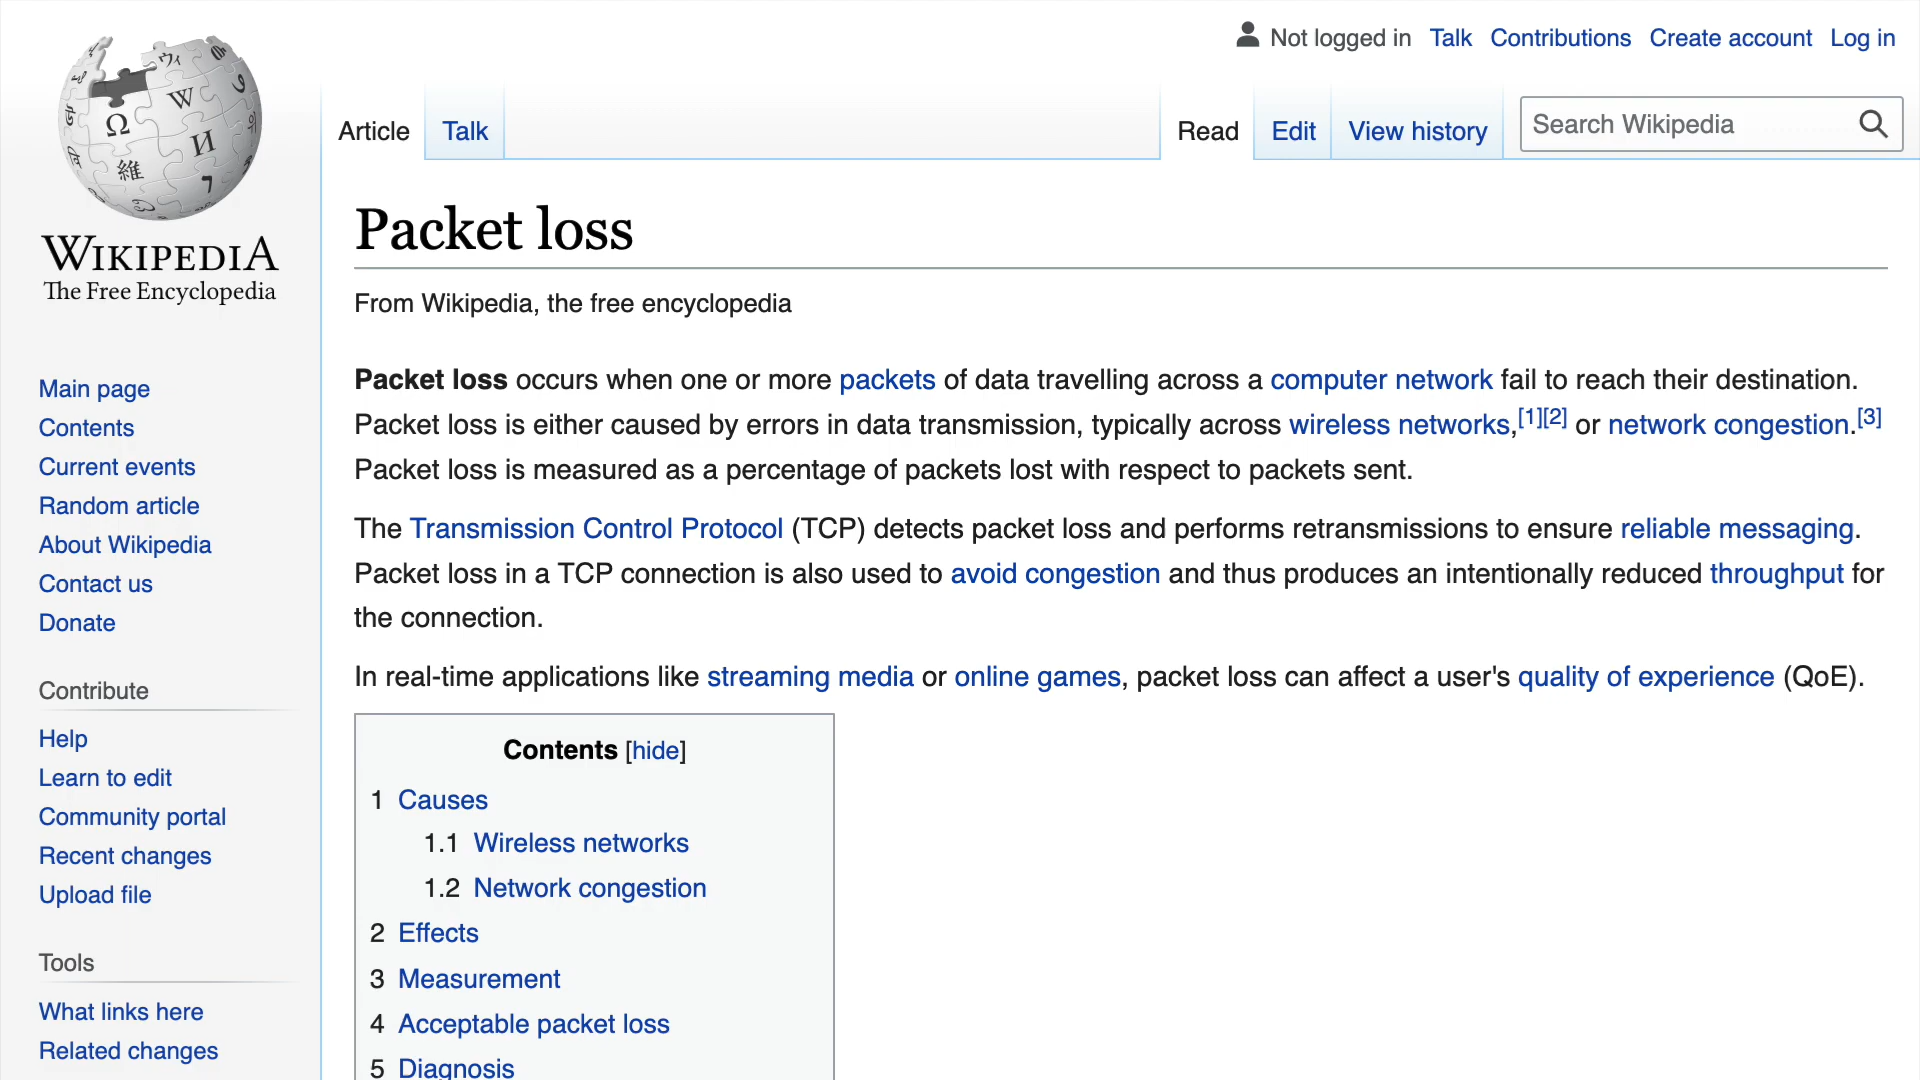 Not logged in Talk Contributions Create account Log in
Article Talk Read Edit View history Search Wikipedia
WIKIPEDIA
The Free Encyclopedia
Main page
Contents
Current events
Random article
About Wikipedia
Contact us
Donate
Contribute
Help
Learn to edit
Community portal
Recent changes
Upload file
Tools
What links here
Related changes
Packet loss
From Wikipedia, the free encyclopedia
Packet loss occurs when one or more packets of data travelling across a computer network fail to reach their destination.
Packet loss is either caused by errors in data transmission, typically across wireless networks,[1][2] or network congestion.[3]
Packet loss is measured as a percentage of packets lost with respect to packets sent.
The Transmission Control Protocol (TCP) detects packet loss and performs retransmissions to ensure reliable messaging.
Packet loss in a TCP connection is also used to avoid congestion and thus produces an intentionally reduced throughput for
the connection.
In real-time applications like streaming media or online games, packet loss can affect a user's quality of experience (QoE).
Contents [hide]
1 Causes
1.1 Wireless networks
1.2 Network congestion
2 Effects
3 Measurement
4 Acceptable packet loss
5 Diagnosis